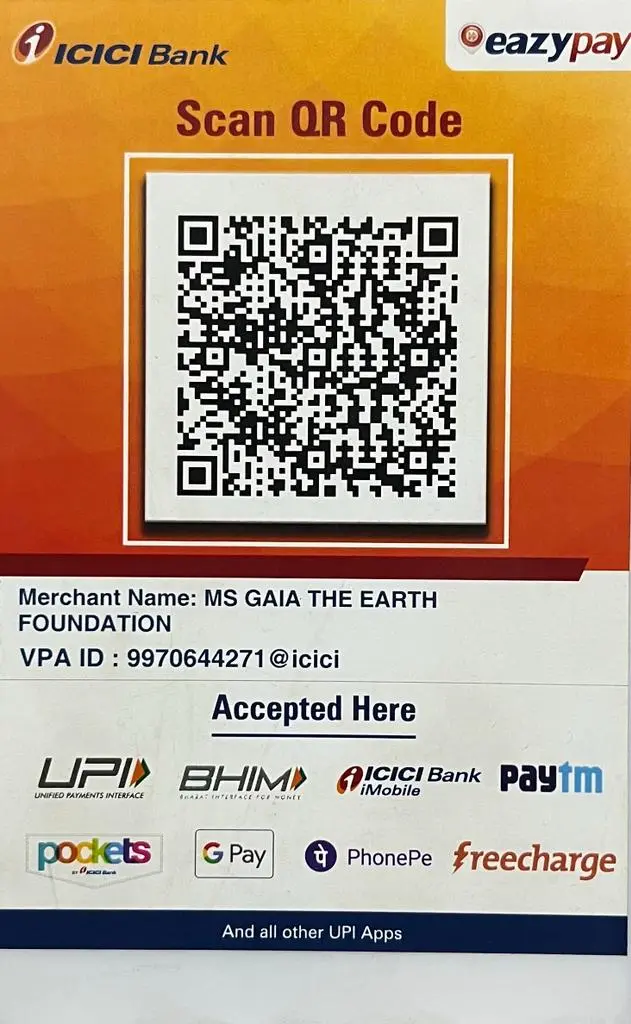 ICICI Bank
eazypay
Scan QR Code
Merchant Name: MS GAIA THE EARTH
FOUNDATION
VPA ID : 9970644271@icici
Accepted Here
UPI
UNIFIED PAYMENTS INTERFACE
BHIM
BHARAT INTERFACE FOR MONEY
ICICI Bank
iMobile
paytm
pockets
BY ICICI Bank
G Pay
पे PhonePe
freecharge
And all other UPI Apps